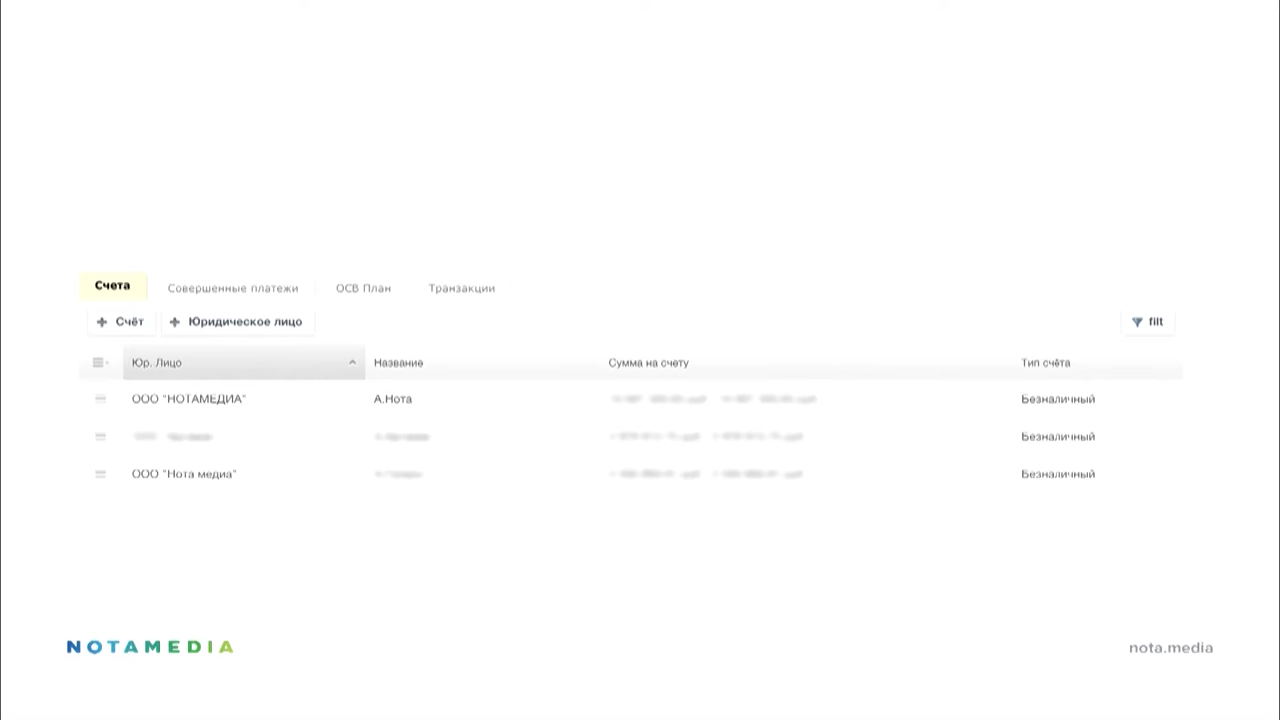 Счета Совершенные платежи ОСВ План Транзакции
Счёт Юридическое лицо filt
Юр. Лицо Название Сумма на счету Тип счёта
ООО "НОТАМЕДИА" А.Нота Безналичный
Безналичный
ООО "Нота медиа" Безналичный
NOTAMEDIA nota.media